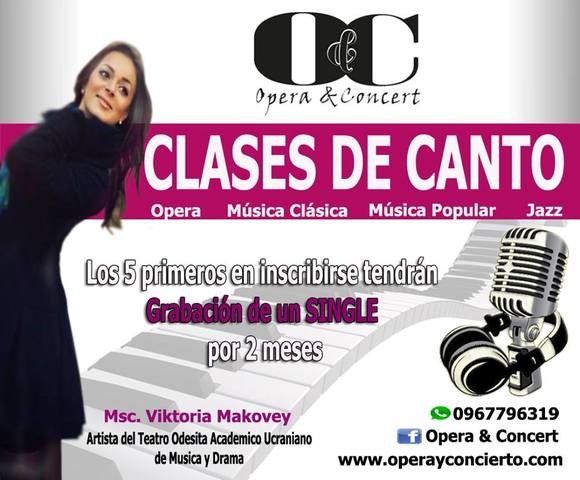 O&C
Opera & Concert
CLASES DE CANTO
Opera Música Clásica Música Popular Jazz
Los 5 primeros en inscribirse tendrán
Grabación de un SINGLE
por 2 meses
Msc. Viktoria Makovey
Artista del Teatro Odesita Academico Ucraniano
de Musica y Drama
0967796319
Opera & Concert
www.operayconcierto.com